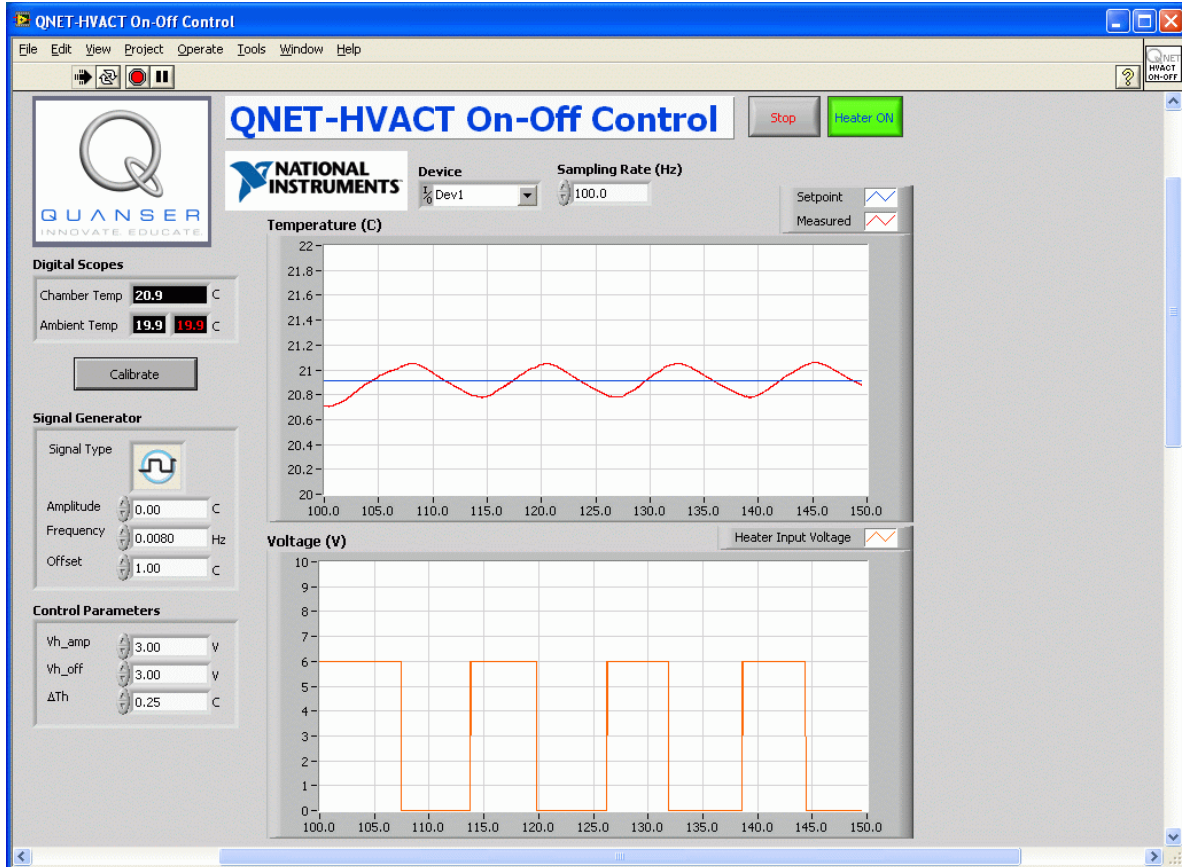 QNET-HVACT On-Off Control
File Edit View Project Operate Tools Window Help
QNET
HVACT
ON-OFF
QUANSER
INNOVATE. EDUCATE.
QNET-HVACT On-Off Control
Stop
Heater ON
NATIONAL
INSTRUMENTS
Device
Dev1
Sampling Rate (Hz)
100.0
Setpoint
Measured
Digital Scopes
Chamber Temp 20.9 C
Ambient Temp 19.9 19.9 C
Calibrate
Signal Generator
Signal Type
Amplitude 0.00 C
Frequency 0.0080 Hz
Offset 1.00 C
Control Parameters
Vh_amp 3.00 V
Vh_off 3.00 V
ΔTh 0.25 C
Temperature (C)
22
21.8
21.6
21.4
21.2
21
20.8
20.6
20.4
20.2
20
100.0 105.0 110.0 115.0 120.0 125.0 130.0 135.0 140.0 145.0 150.0
Voltage (V)
Heater Input Voltage
10
9
8
7
6
5
4
3
2
1
0
100.0 105.0 110.0 115.0 120.0 125.0 130.0 135.0 140.0 145.0 150.0